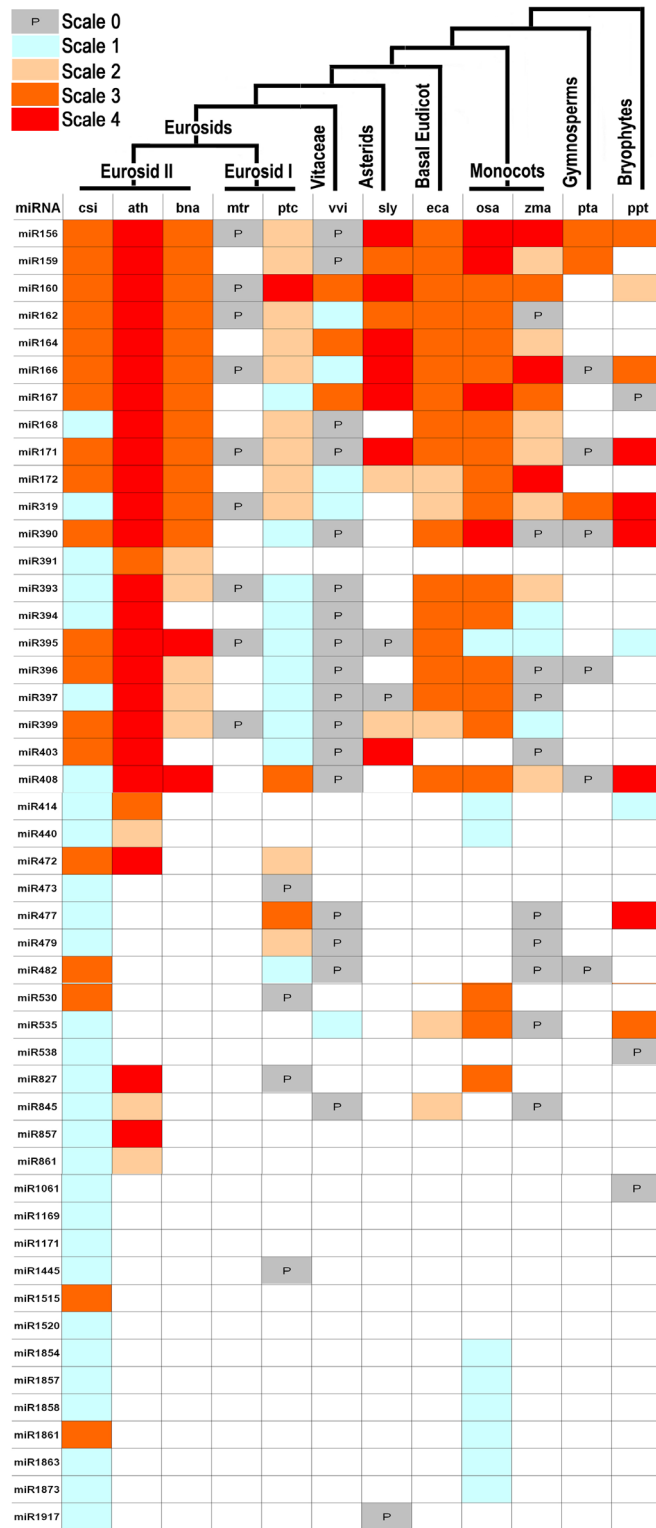 P Scale 0
Scale 1
Scale 2
Scale 3
Scale 4
Eurosids
Eurosid II
Eurosid I
Vitaceae
Asterids
Basal Eudicot
Monocots
Gymnosperms
Bryophytes
miRNA csi ath bna mtr ptc vvi sly eca osa zma pta ppt
miR156 P P
miR159 P
miR160 P
miR162 P P
miR164
miR166 P P
miR167 P
miR168 P
miR171 P P P
miR172
miR319 P
miR390 P P P
miR391
miR393 P P
miR394 P
miR395 P P P
miR396 P P P
miR397 P P P
miR399 P P
miR403 P P
miR408 P P
miR414
miR440
miR472
miR473 P
miR477 P P
miR479 P P
miR482 P P P
miR530 P
miR535 P
miR538 P
miR827 P
miR845 P P
miR857
miR861
miR1061 P
miR1169
miR1171
miR1445 P
miR1515
miR1520
miR1854
miR1857
miR1858
miR1861
miR1863
miR1873
miR1917 P